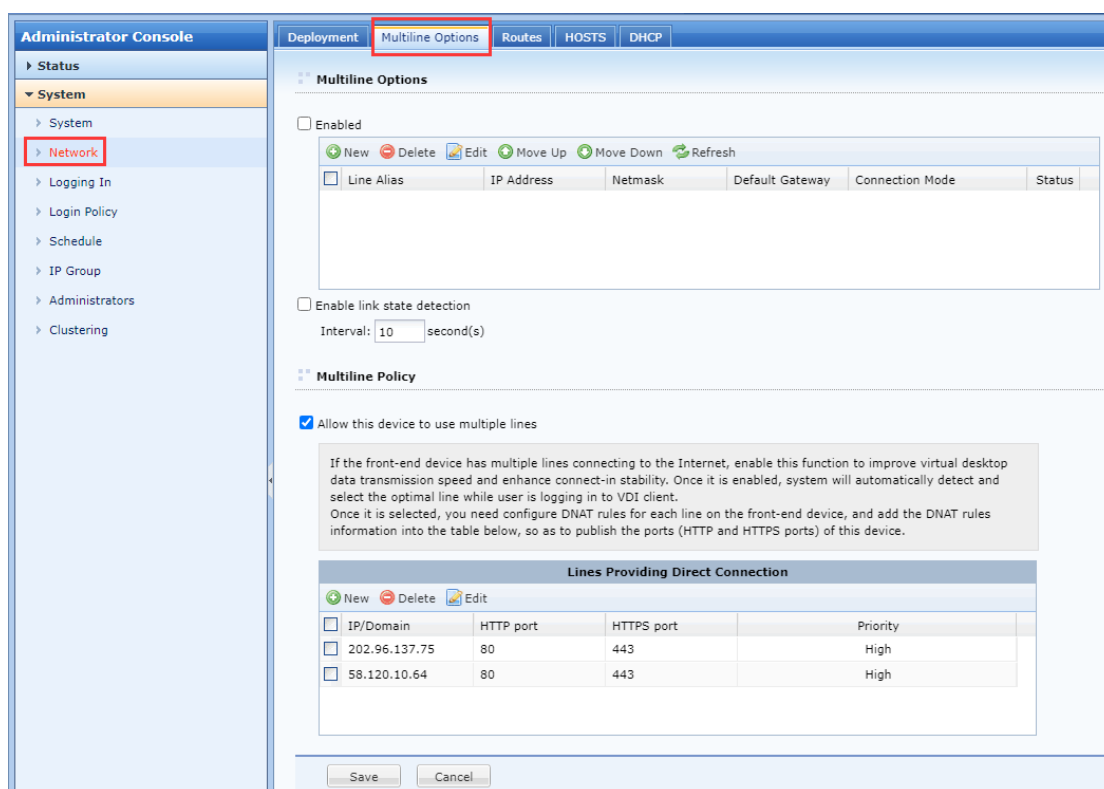 Administrator Console
Status
System
System
Network
Logging In
Login Policy
Schedule
IP Group
Administrators
Clustering
Deployment Multiline Options Routes HOSTS DHCP
Multiline Options
Enabled
New Delete Edit Move Up Move Down Refresh
Line Alias IP Address Netmask Default Gateway Connection Mode Status
Enable link state detection
Interval: 10 second(s)
Multiline Policy
Allow this device to use multiple lines
If the front-end device has multiple lines connecting to the Internet, enable this function to improve virtual desktop
data transmission speed and enhance connect-in stability. Once it is enabled, system will automatically detect and
select the optimal line while user is logging in to VDI client.
Once it is selected, you need configure DNAT rules for each line on the front-end device, and add the DNAT rules
information into the table below, so as to publish the ports (HTTP and HTTPS ports) of this device.
Lines Providing Direct Connection
New Delete Edit
IP/Domain HTTP port HTTPS port Priority
202.96.137.75 80 443 High
58.120.10.64 80 443 High
Save Cancel